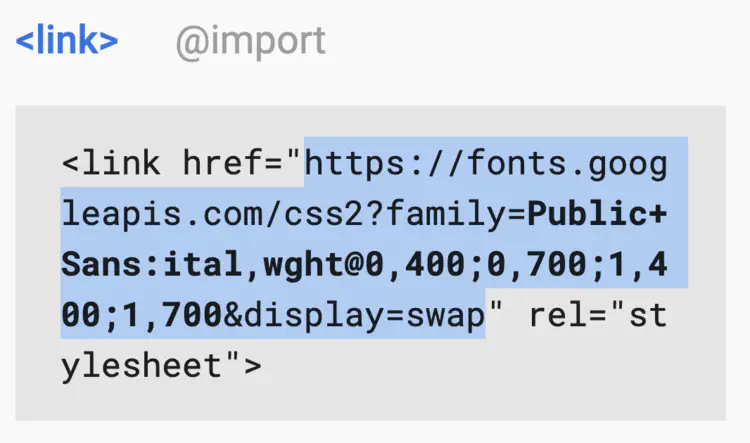 <link> @import
<link href="https://fonts.goog
leapis.com/css2?family=Public+
Sans:ital,wght@0,400;0,700;1,4
00;1,700&display=swap" rel="st
ylesheet">